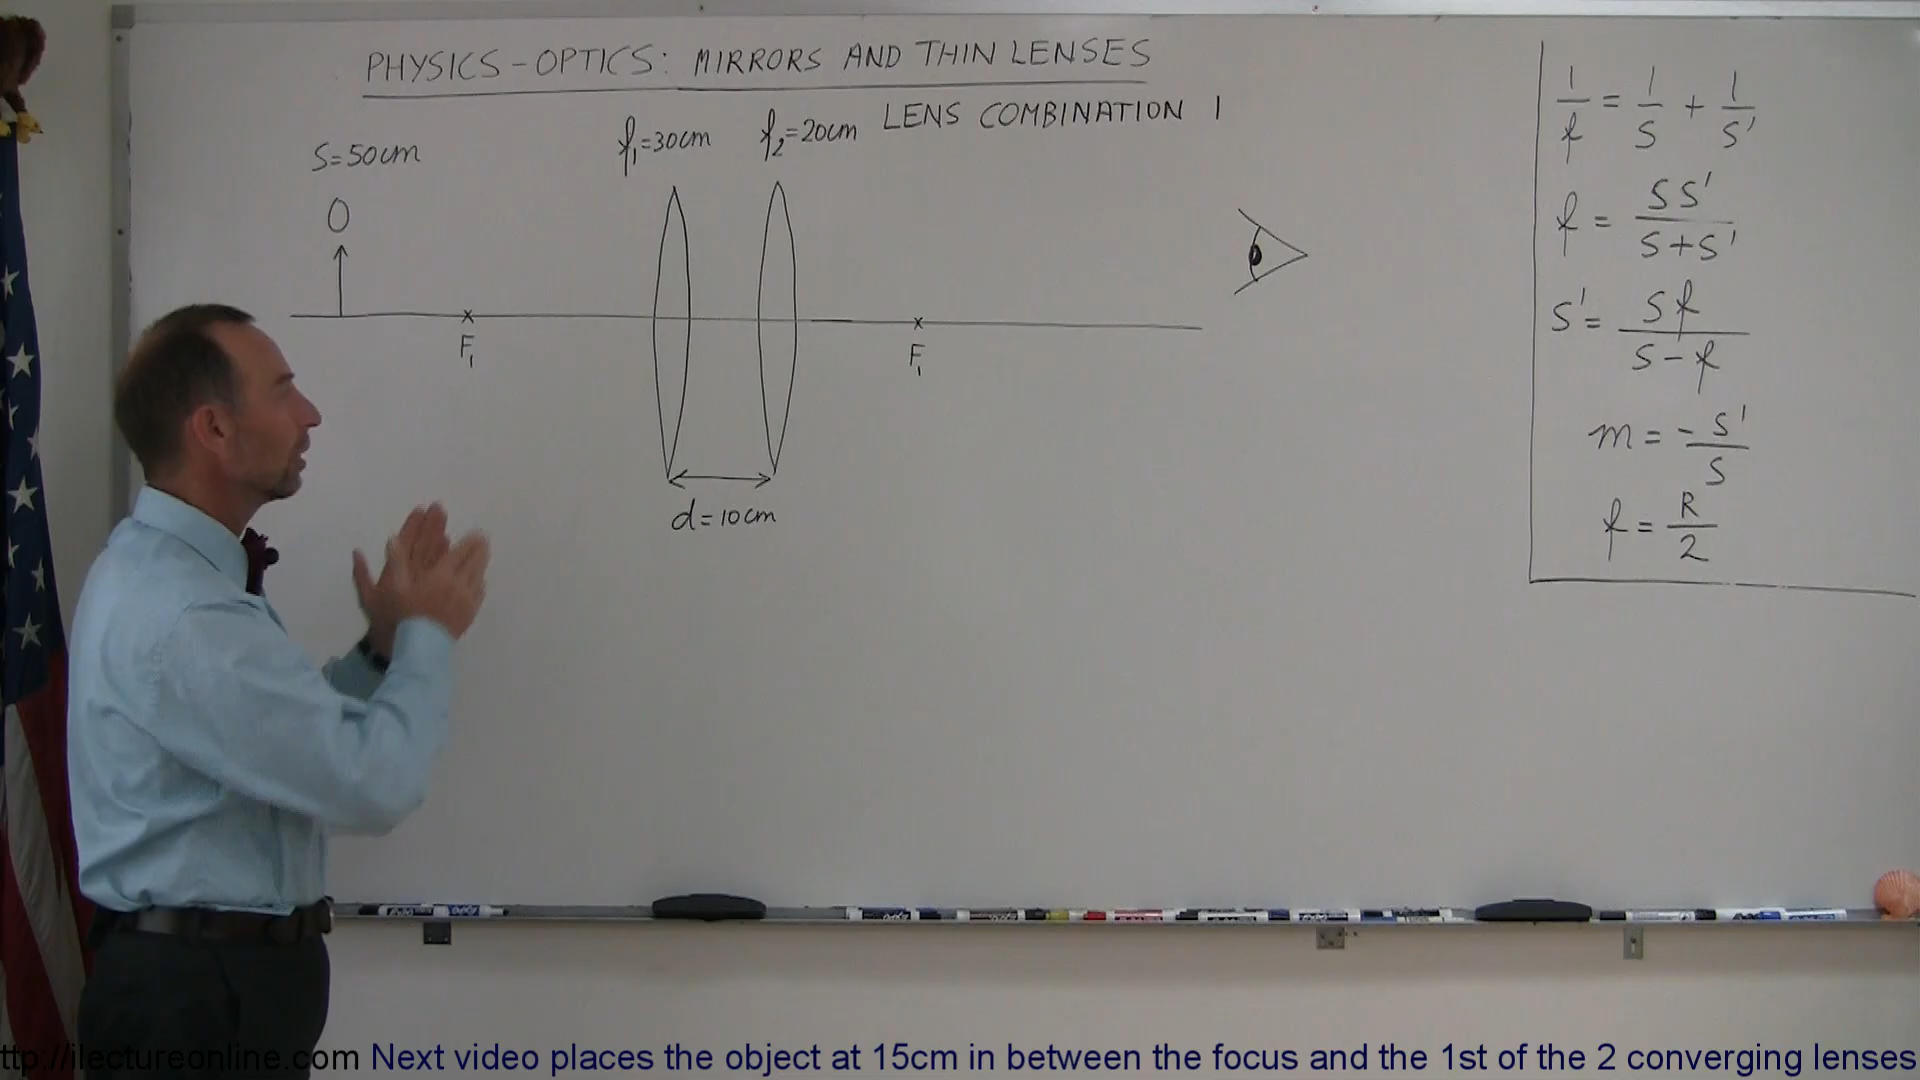 PHYSICS-OPTICS: MIRRORS AND THIN LENSES
LENS COMBINATION 1
S=50cm
f₁=30cm
f₂=20cm
O
F₁
F₁
d=10cm
1/f = 1/S + 1/S'
f = SS'/S+S'
S' = Sf/S-f
m = -S'/S
f = R/2
ttp://ilectureonline.com Next video places the object at 15cm in between the focus and the 1st of the 2 converging lenses